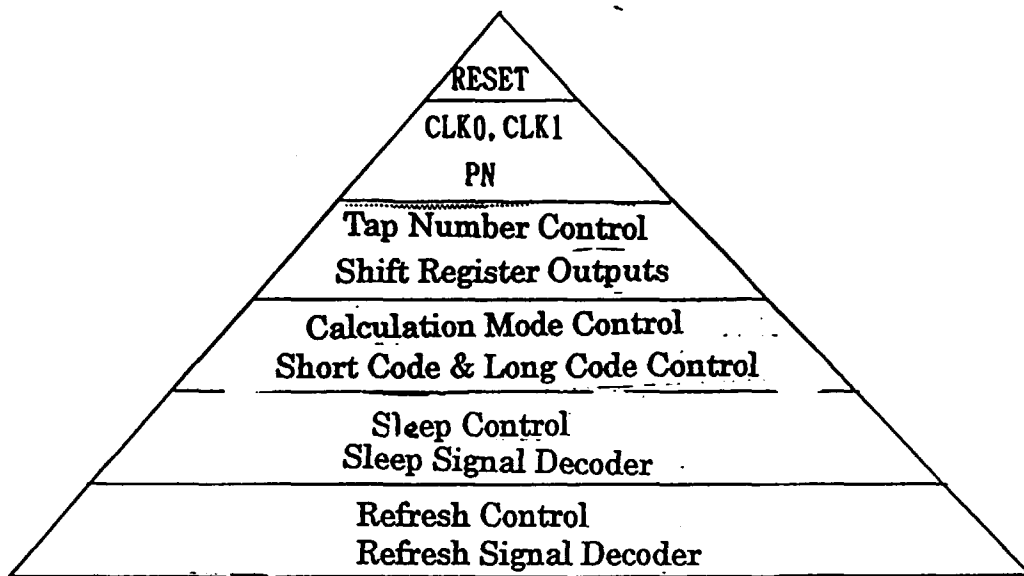 RESET
CLK0, CLK1
PN
Tap Number Control
Shift Register Outputs
Calculation Mode Control
Short Code & Long Code Control
Sleep Control
Sleep Signal Decoder
Refresh Control
Refresh Signal Decoder